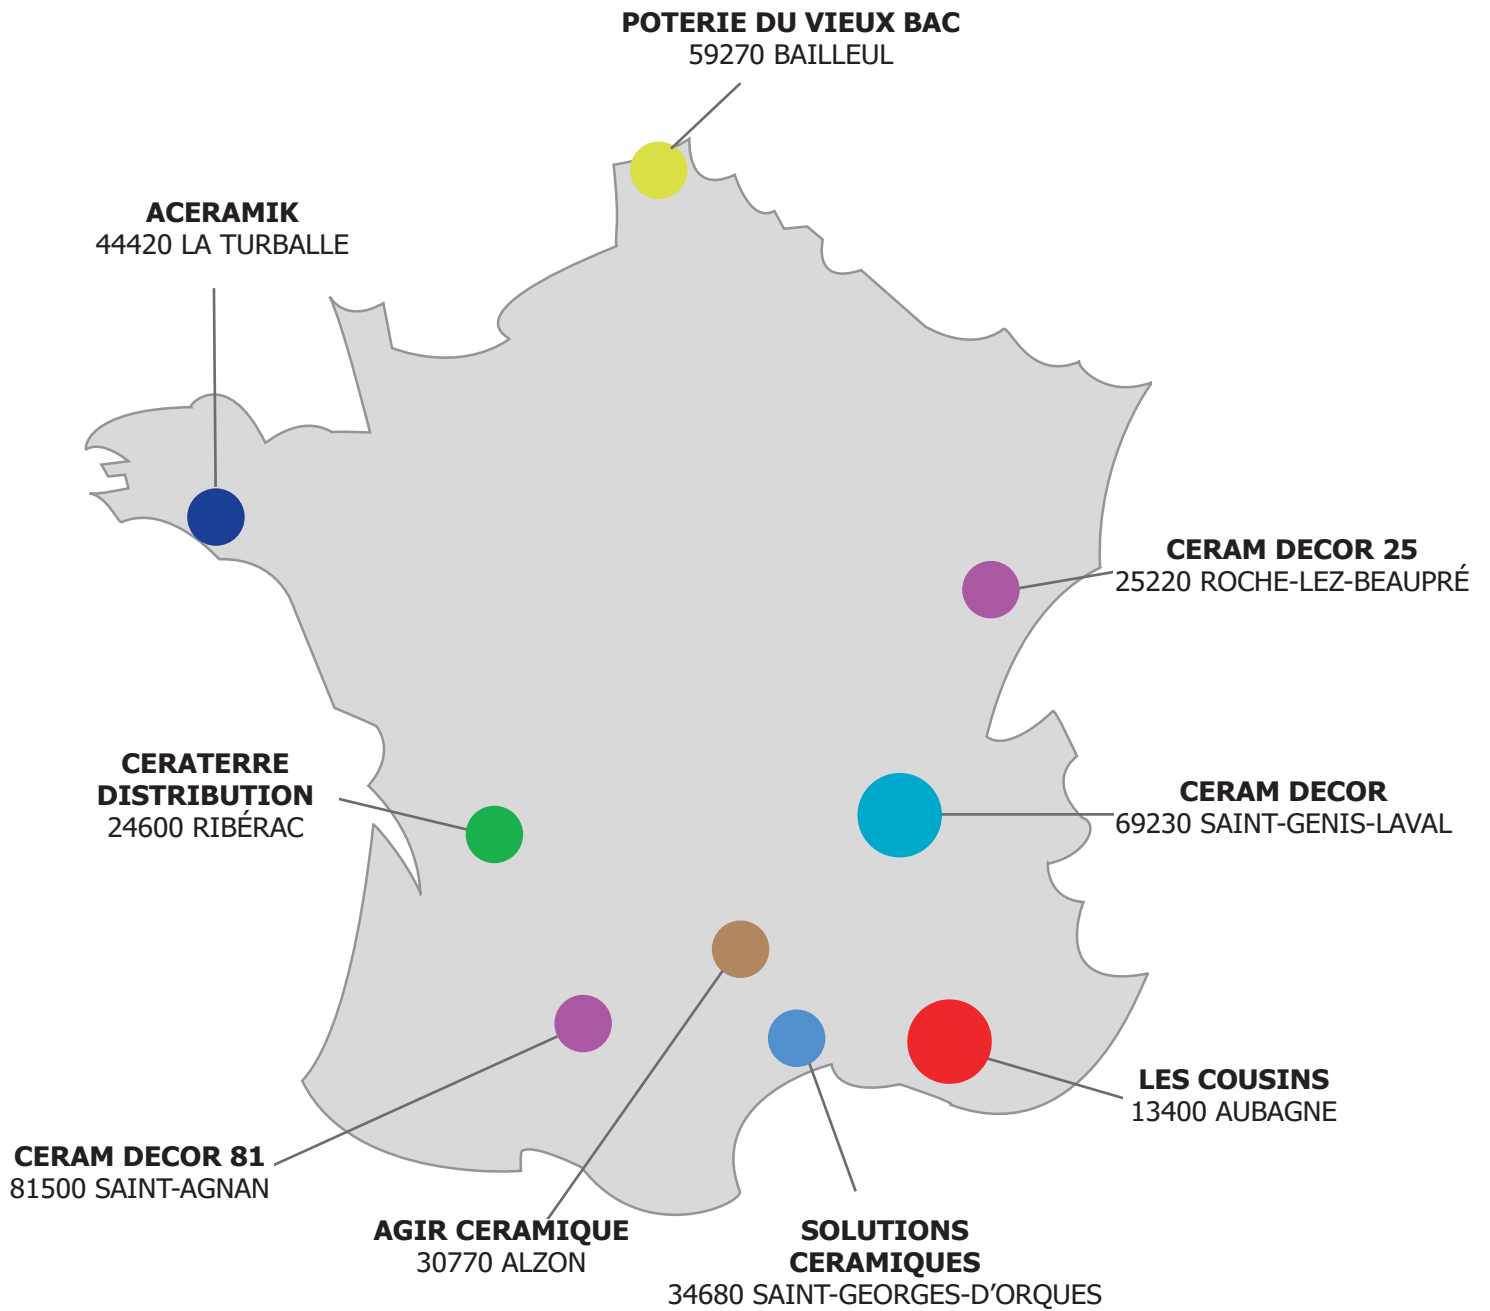 POTERIE DU VIEUX BAC
59270 BAILLEUL
ACERAMIK
44420 LA TURBALLE
CERAM DECOR 25
25220 ROCHE-LEZ-BEAUPRÉ
CERATERRE
DISTRIBUTION
24600 RIBÉRAC
CERAM DECOR
69230 SAINT-GENIS-LAVAL
LES COUSINS
13400 AUBAGNE
CERAM DECOR 81
81500 SAINT-AGNAN
AGIR CERAMIQUE
30770 ALZON
SOLUTIONS
CERAMIQUES
34680 SAINT-GEORGES-D'ORQUES